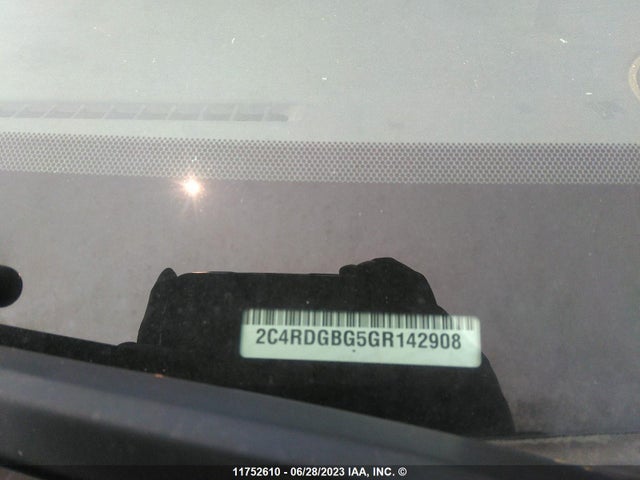 2C4RDGBG5GR142908
11752610 - 06/28/2023 IAA, INC. ©